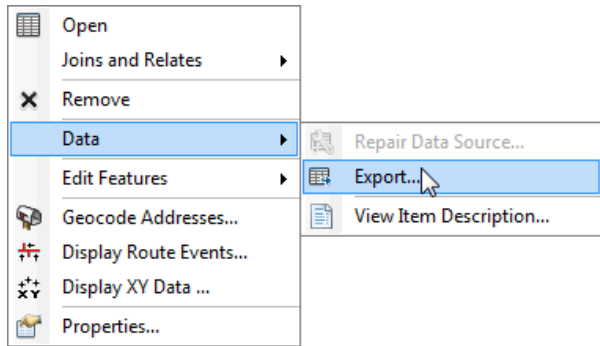 Open
Joins and Relates
Remove
Data
Repair Data Source...
Edit Features
Export...
Geocode Addresses...
View Item Description...
Display Route Events...
Display XY Data ...
Properties...